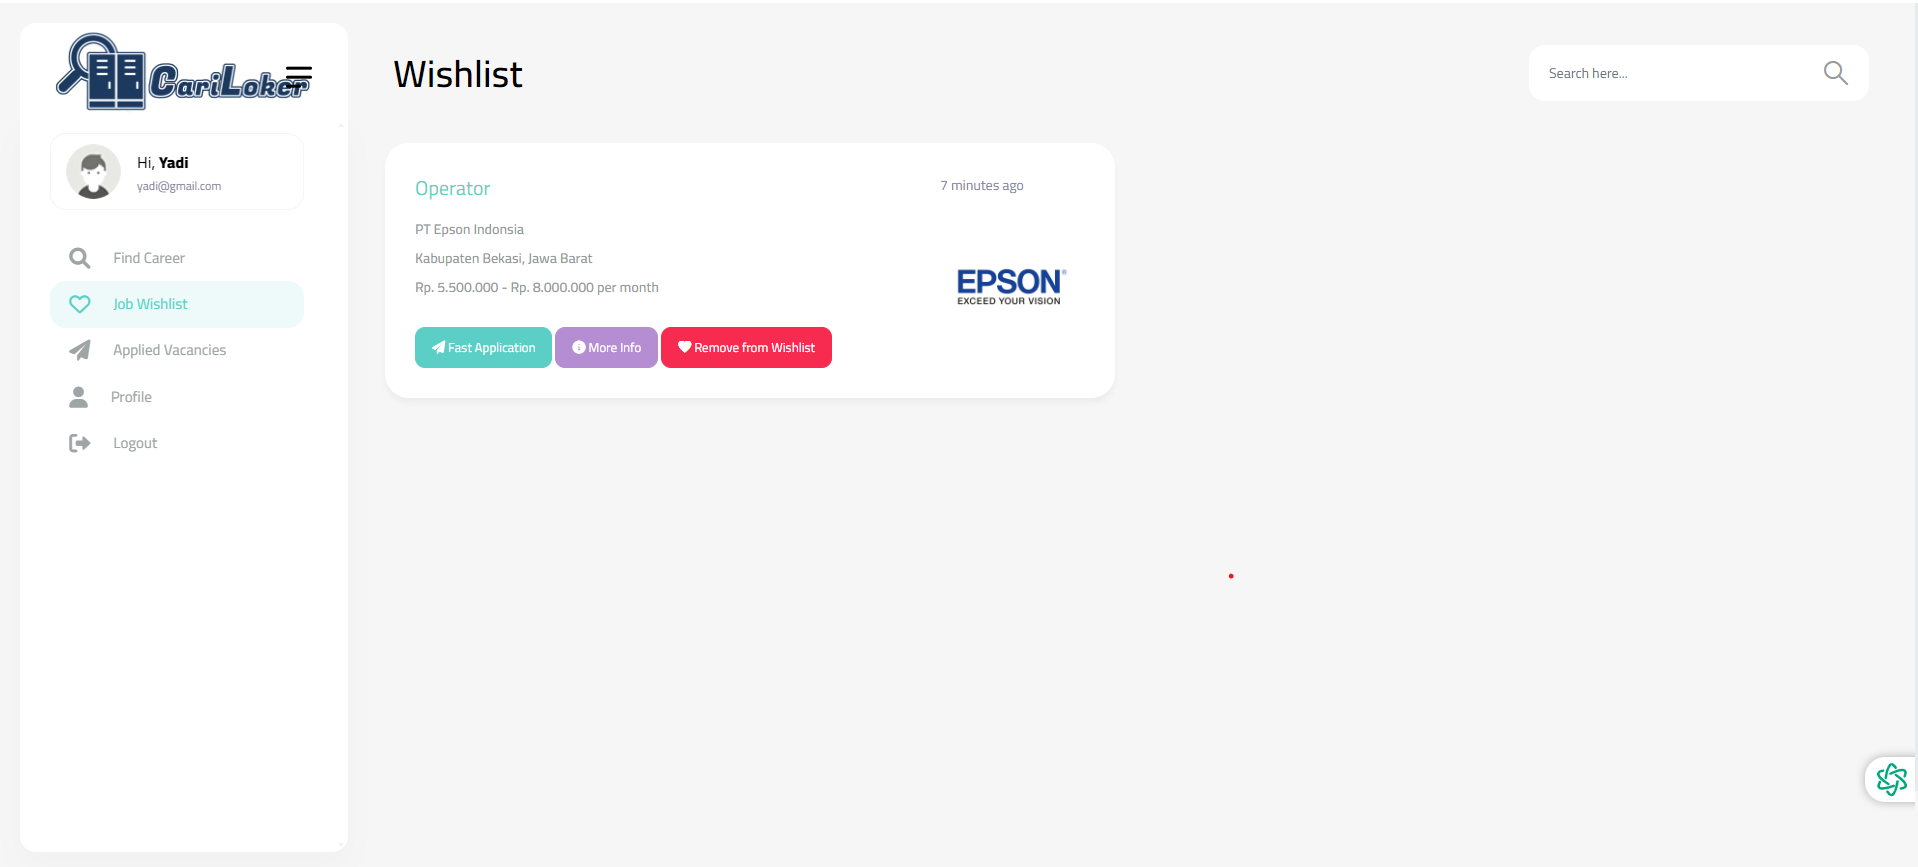 CariLoker
Hi, Yadi
yadi@gmail.com
Find Career
Job Wishlist
Applied Vacancies
Profile
Logout
Wishlist
Search here...
Operator
7 minutes ago
PT Epson Indonsia
Kabupaten Bekasi, Jawa Barat
Rp. 5.500.000 - Rp. 8.000.000 per month
EPSON®
EXCEED YOUR VISION
Fast Application
More Info
Remove from Wishlist